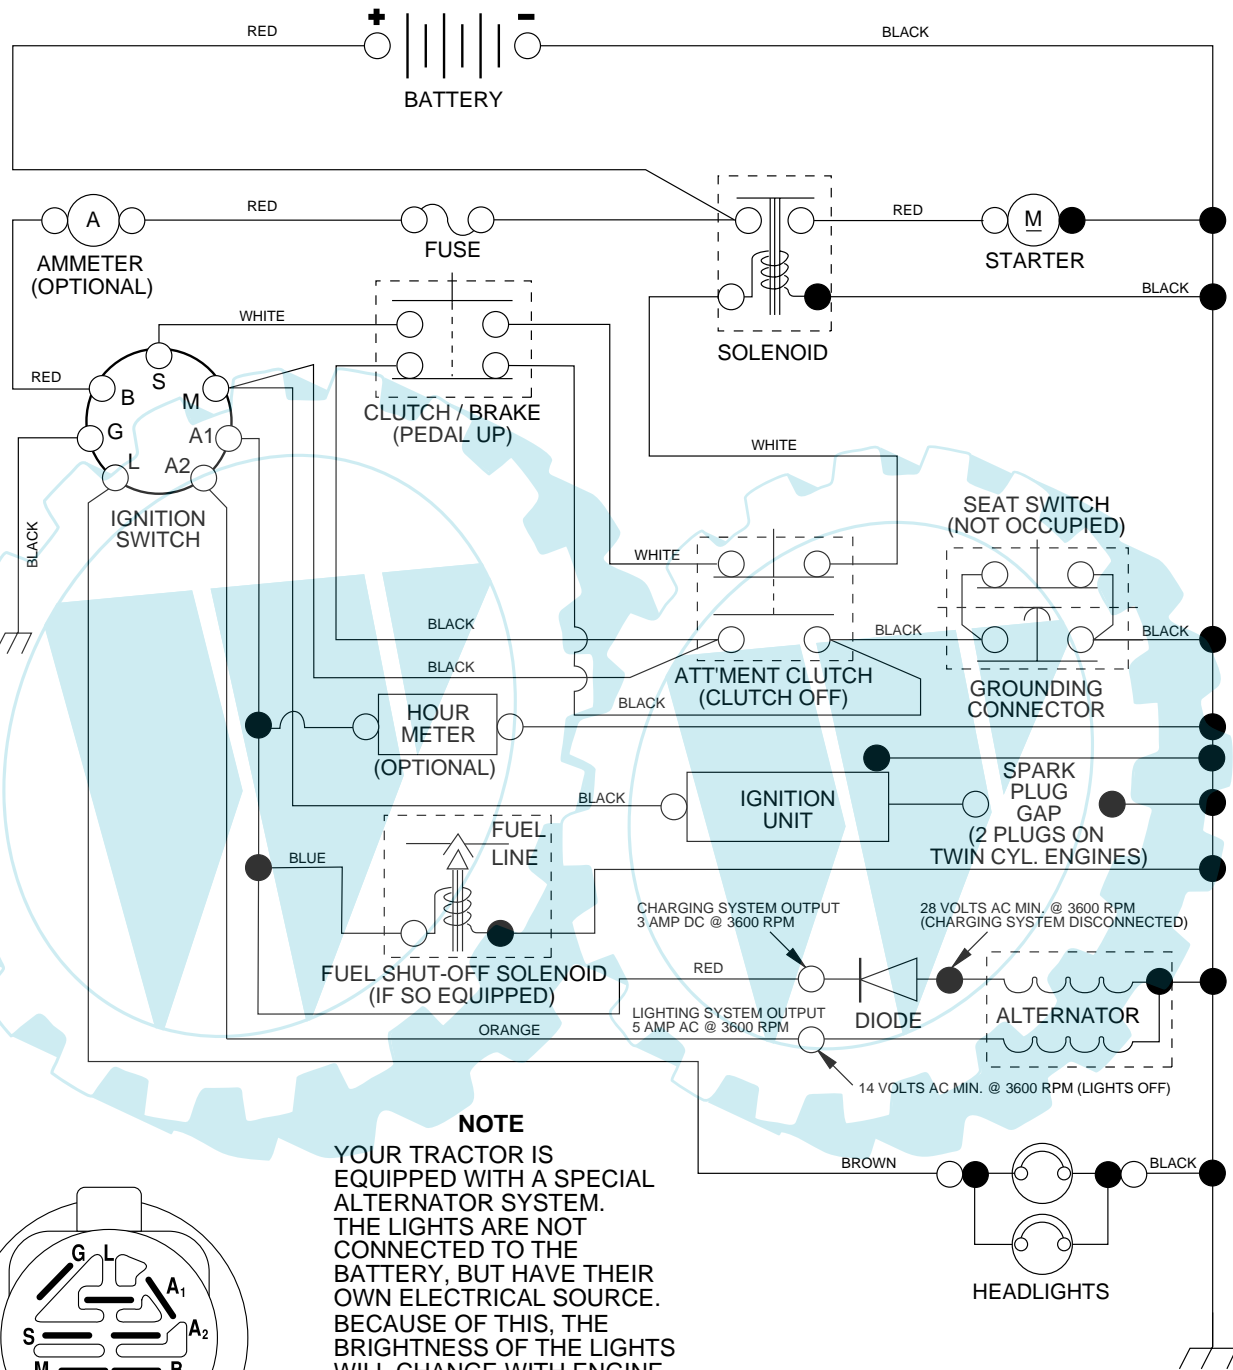 + -
RED
BLACK
BATTERY
A
RED
FUSE
RED
M
STARTER
AMMETER
(OPTIONAL)
BLACK
SOLENOID
WHITE
RED
S
B
M
G
A1
L
A2
CLUTCH / BRAKE
(PEDAL UP)
IGNITION
SWITCH
BLACK
WHITE
SEAT SWITCH
(NOT OCCUPIED)
WHITE
BLACK
BLACK
BLACK
BLACK
ATT'MENT CLUTCH
(CLUTCH OFF)
GROUNDING
CONNECTOR
BLACK
HOUR
METER
(OPTIONAL)
BLACK
IGNITION
UNIT
SPARK
PLUG
GAP
(2 PLUGS ON
TWIN CYL. ENGINES)
FUEL
LINE
BLUE
FUEL SHUT-OFF SOLENOID
(IF SO EQUIPPED)
CHARGING SYSTEM OUTPUT
3 AMP DC @ 3600 RPM
28 VOLTS AC MIN. @ 3600 RPM
(CHARGING SYSTEM DISCONNECTED)
RED
LIGHTING SYSTEM OUTPUT
5 AMP AC @ 3600 RPM
DIODE
ALTERNATOR
ORANGE
14 VOLTS AC MIN. @ 3600 RPM (LIGHTS OFF)
BROWN
BLACK
HEADLIGHTS
NOTE
YOUR TRACTOR IS
EQUIPPED WITH A SPECIAL
ALTERNATOR SYSTEM.
THE LIGHTS ARE NOT
CONNECTED TO THE
BATTERY, BUT HAVE THEIR
OWN ELECTRICAL SOURCE.
BECAUSE OF THIS, THE
BRIGHTNESS OF THE LIGHTS
WILL CHANGE WITH ENGINE
G L
A1
S
A2
M
B